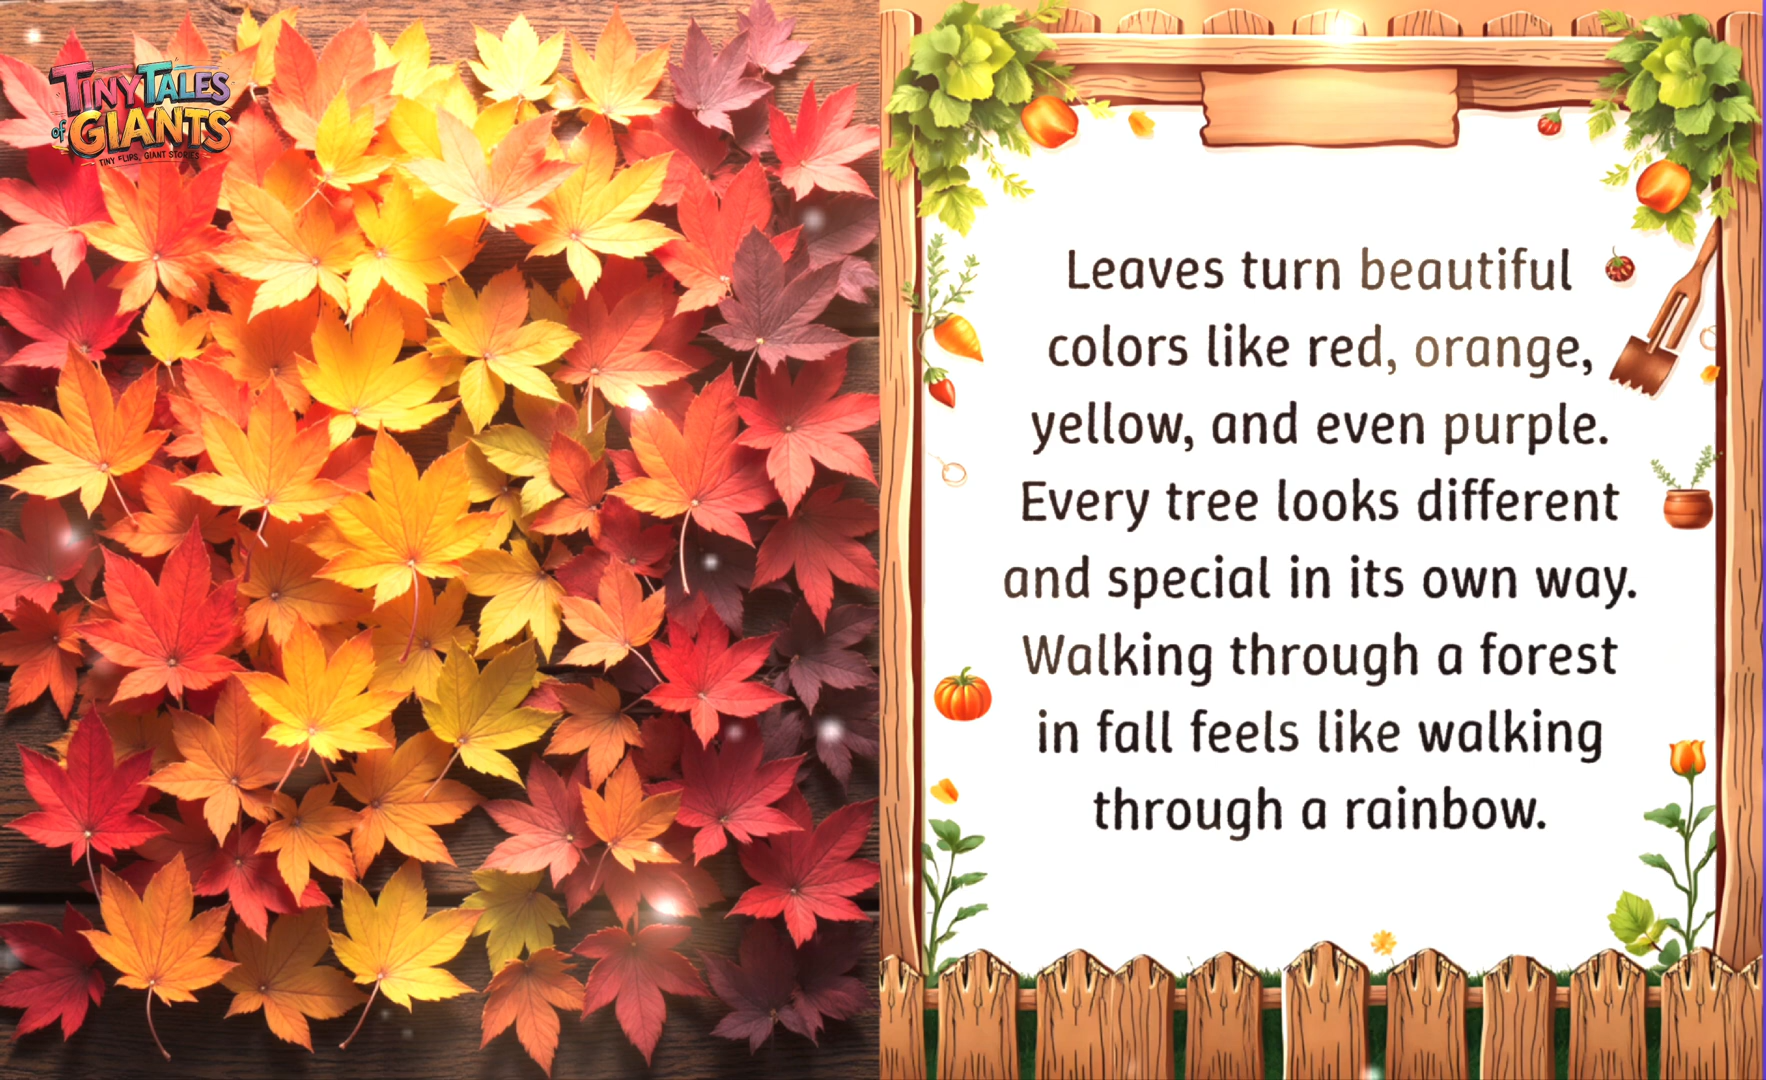 TINY TALES
of GIANTS
TINY FLIPS, GIANT STORIES
Leaves turn beautiful
colors like red, orange,
yellow, and even purple.
Every tree looks different
and special in its own way.
Walking through a forest
in fall feels like walking
through a rainbow.